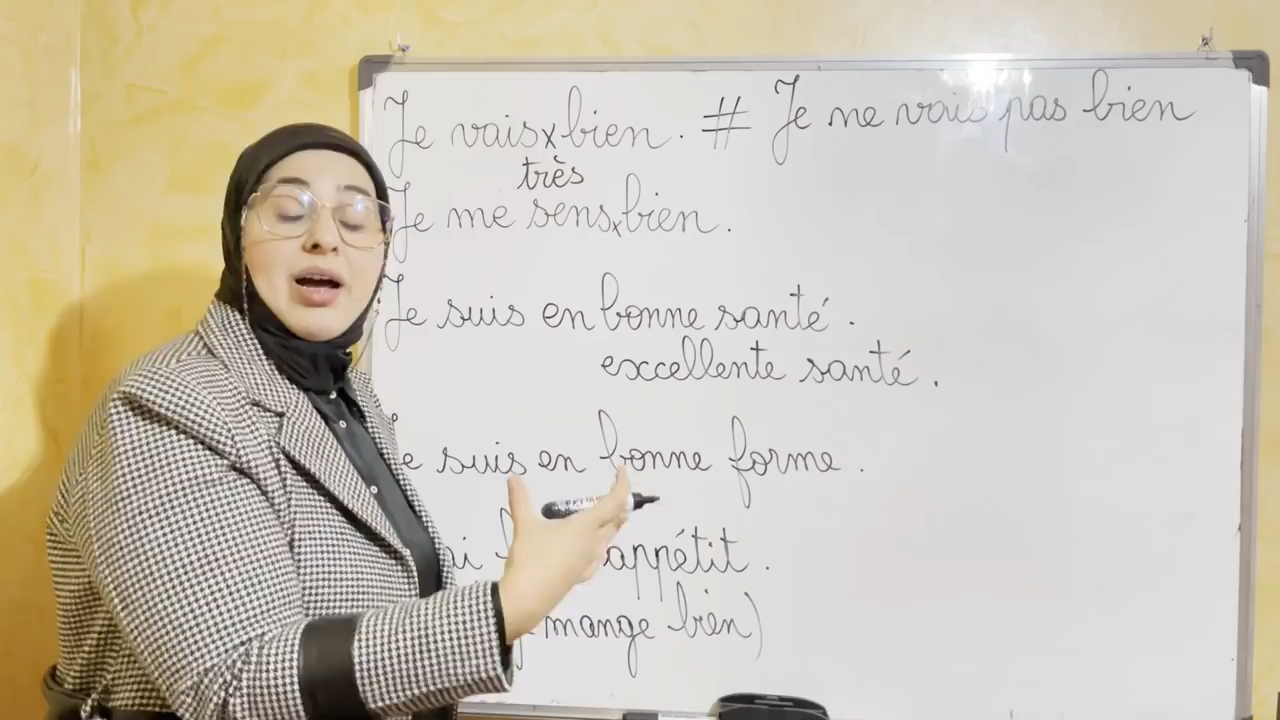 Je vais x bien. # Je ne vais pas bien
très
Je me sens x bien.
Je suis en bonne santé.
excellente santé.
e suis en bonne forme.
ai appétit.
mange bien)